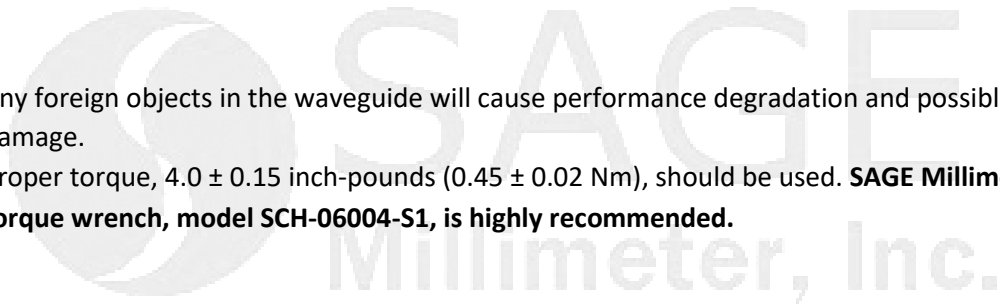 SAGE
ny foreign objects in the waveguide will cause performance degradation and possibl
amage.
roper torque, 4.0 ± 0.15 inch-pounds (0.45 ± 0.02 Nm), should be used. SAGE Millim
orque wrench, model SCH-06004-S1, is highly recommended.
Millimeter, Inc.